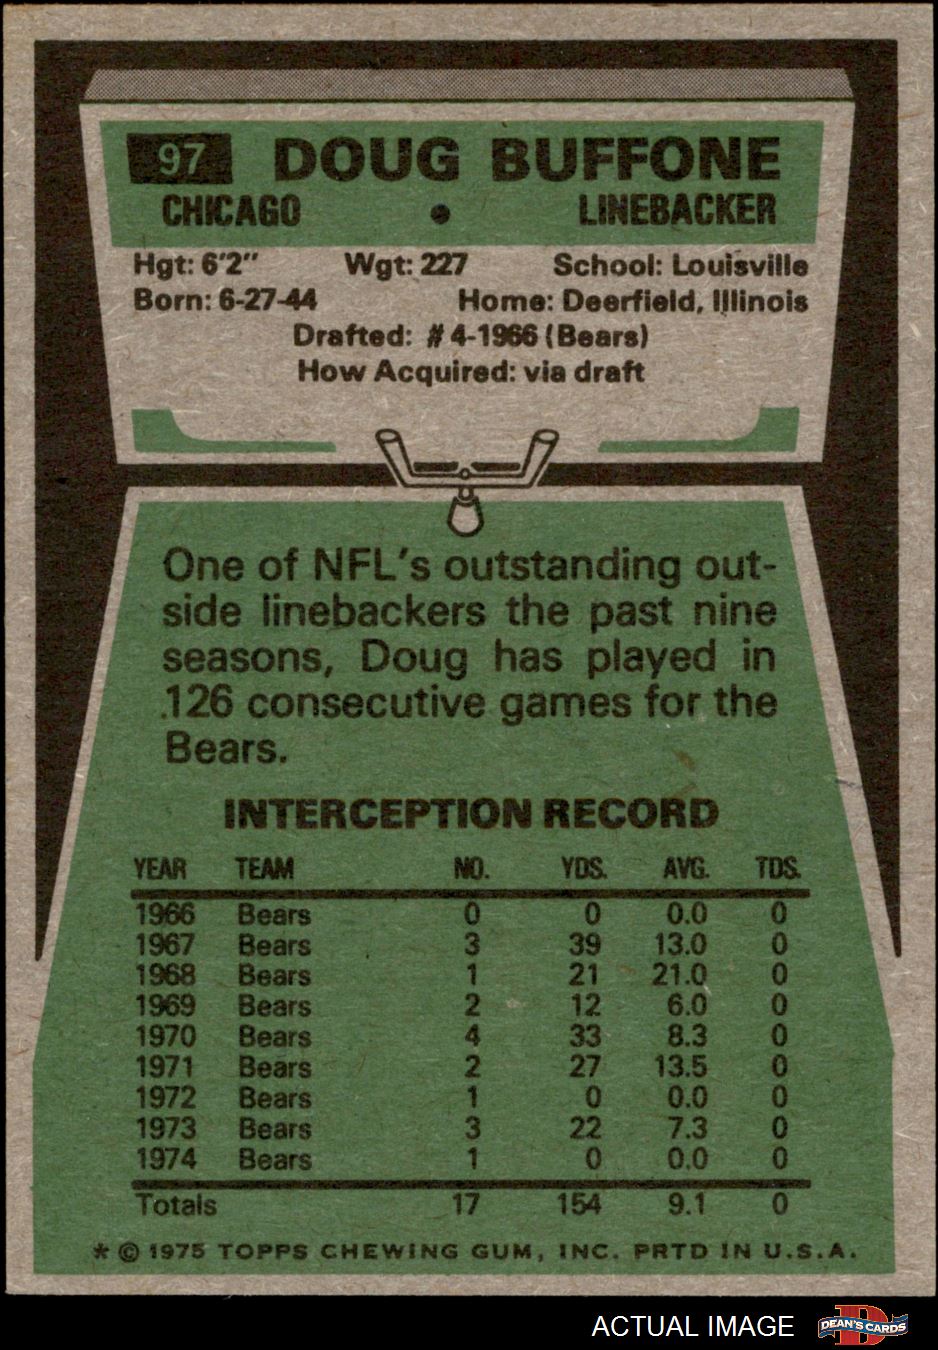 97 DOUG BUFFONE
CHICAGO • LINEBACKER
Hgt: 6'2" Wgt: 227 School: Louisville
Born: 6-27-44 Home: Deerfield, Illinois
Drafted: #4-1966 (Bears)
How Acquired: via draft
One of NFL's outstanding out-
side linebackers the past nine
seasons, Doug has played in
126 consecutive games for the
Bears.
INTERCEPTION RECORD
YEAR TEAM NO. YDS. AVG. TDS.
1966 Bears 0 0 0.0 0
1967 Bears 3 39 13.0 0
1968 Bears 1 21 21.0 0
1969 Bears 2 12 6.0 0
1970 Bears 4 33 8.3 0
1971 Bears 2 27 13.5 0
1972 Bears 1 0 0.0 0
1973 Bears 3 22 7.3 0
1974 Bears 1 0 0.0 0
Totals 17 154 9.1 0
* © 1975 TOPPS CHEWING GUM, INC. PRTD IN U.S.A.
ACTUAL IMAGE D DEAN'S CARDS